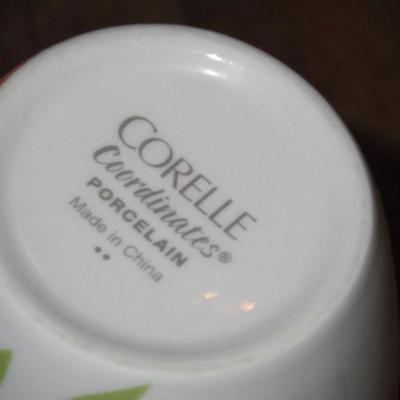 CORELLE
Coordinates®
PORCELAIN
Made in China